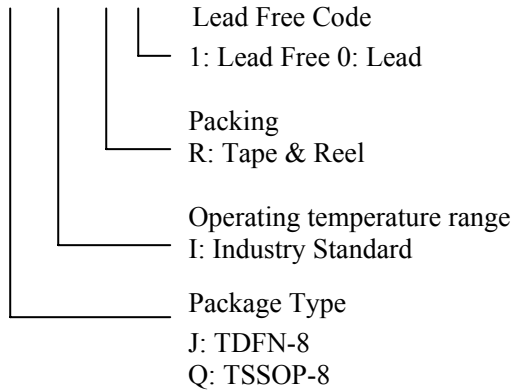 Lead Free Code
1: Lead Free 0: Lead
Packing
R: Tape & Reel
Operating temperature range
I: Industry Standard
Package Type
J: TDFN-8
Q: TSSOP-8